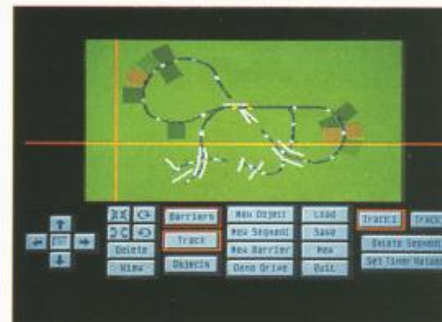 Barriers
New Object
Load
Track1
Track
New Segment
Save
Delete Segment
Delete
New Barrier
New
View
Objects
Demo Drive
Quit